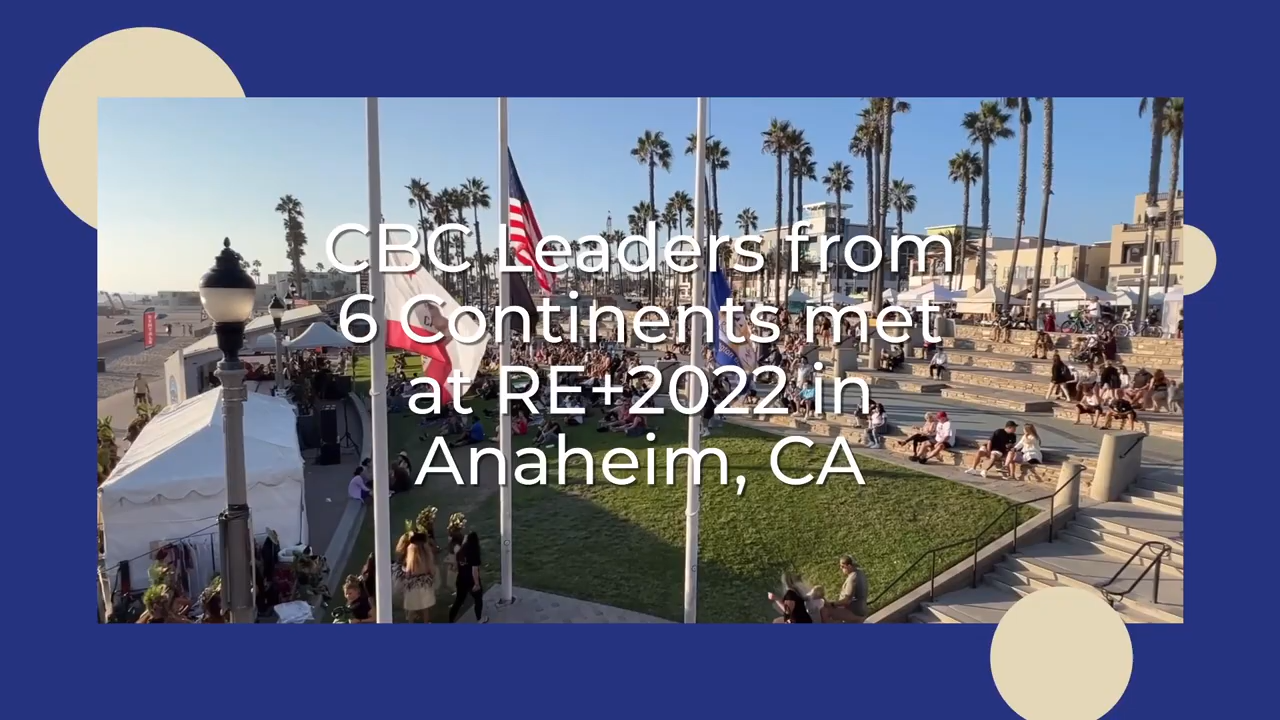 CBC Leaders from
6 Continents met
at RE+2022 in
Anaheim, CA